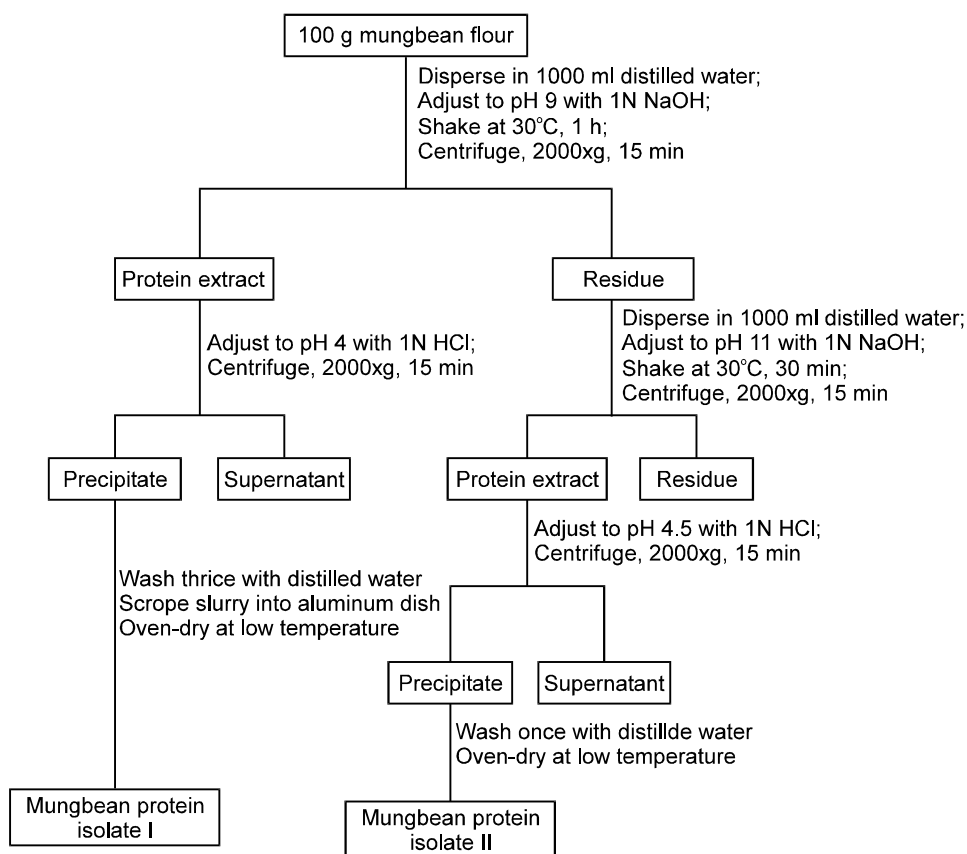 100 g mungbean flour
Disperse in 1000 ml distilled water;
Adjust to pH 9 with 1N NaOH;
Shake at 30°C, 1 h;
Centrifuge, 2000xg, 15 min
Protein extract
Residue
Adjust to pH 4 with 1N HCl;
Centrifuge, 2000xg, 15 min
Disperse in 1000 ml distilled water;
Adjust to pH 11 with 1N NaOH;
Shake at 30°C, 30 min;
Centrifuge, 2000xg, 15 min
Precipitate
Supernatant
Protein extract
Residue
Adjust to pH 4.5 with 1N HCl;
Centrifuge, 2000xg, 15 min
Wash thrice with distilled water
Scrope slurry into aluminum dish
Oven-dry at low temperature
Precipitate
Supernatant
Wash once with distillde water
Oven-dry at low temperature
Mungbean protein
isolate I
Mungbean protein
isolate II